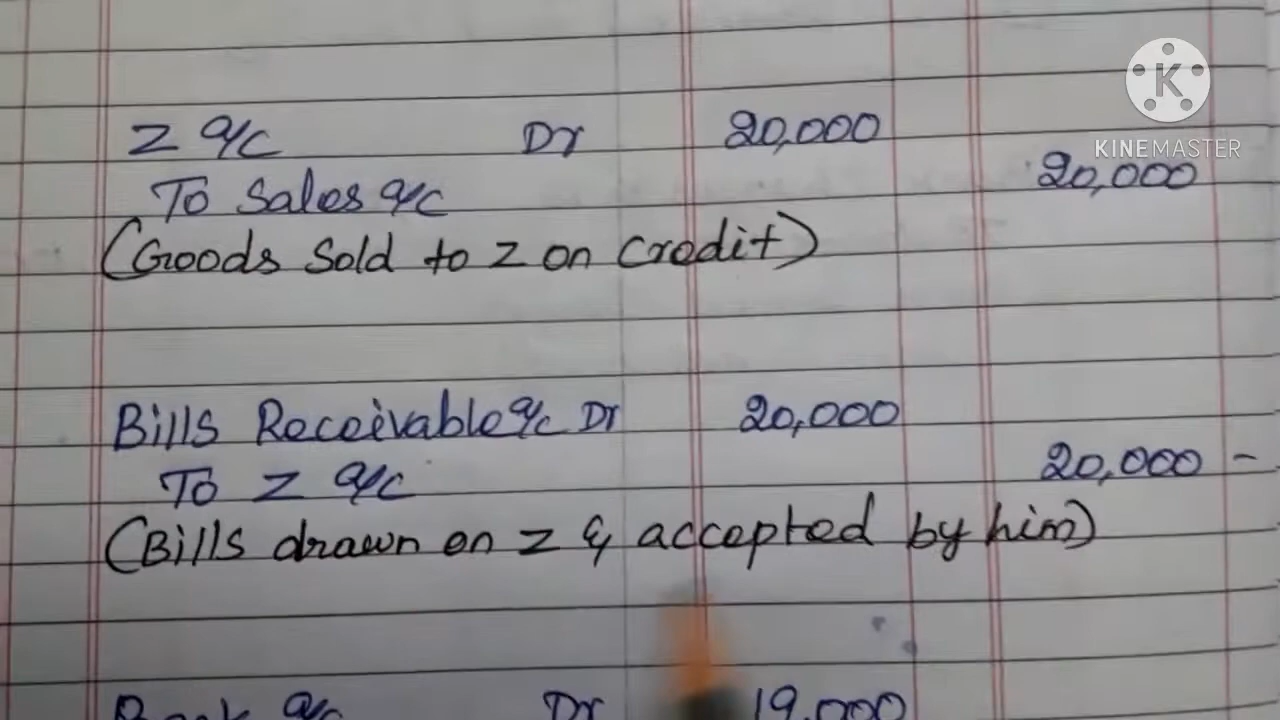 K
KINEMASTER
Z a/c Dr 20,000
To Sales a/c 20,000
(Goods Sold to Z on Credit)
Bills Receivable a/c Dr 20,000
To Z a/c 20,000 -
(Bills drawn on Z & accepted by him)
Bank a/c Dr 19,000